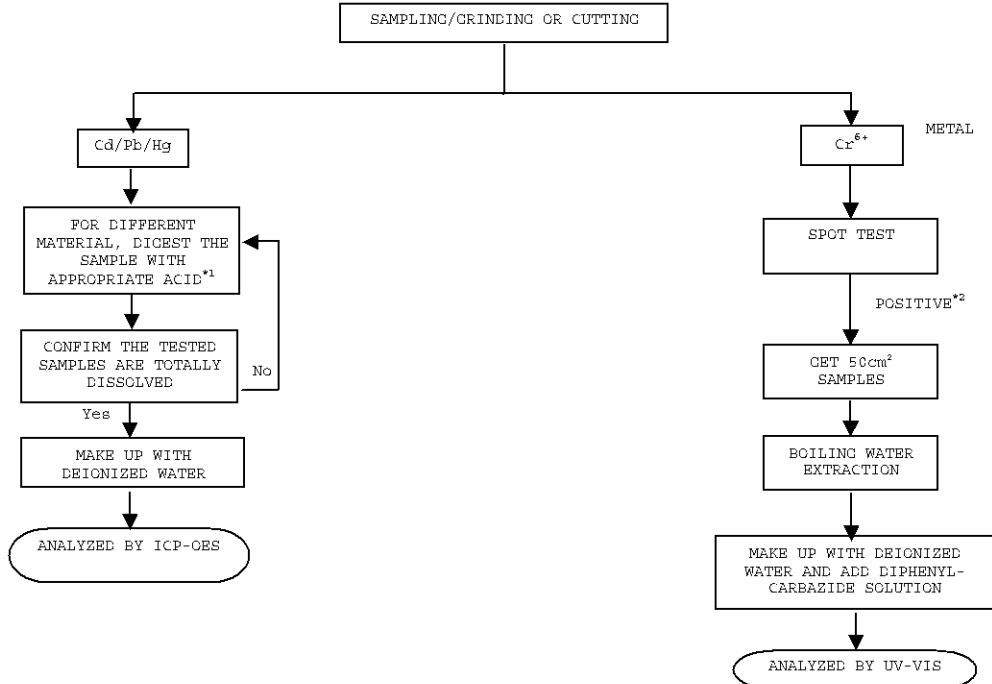 SAMPLING/GRINDING OR CUTTING
Cd/Pb/Hg
FOR DIFFERENT
MATERIAL, DIGEST THE
SAMPLE WITH
APPROPRIATE ACID*1
CONFIRM THE TESTED
SAMPLES ARE TOTALLY
DISSOLVED
No
Yes
MAKE UP WITH
DEIONIZED WATER
ANALYZED BY ICP-OES
Cr6+
METAL
SPOT TEST
POSITIVE*2
GET 50cm2
SAMPLES
BOILING WATER
EXTRACTION
MAKE UP WITH DEIONIZED
WATER AND ADD DIPHENYL-
CARBAZIDE SOLUTION
ANALYZED BY UV-VIS